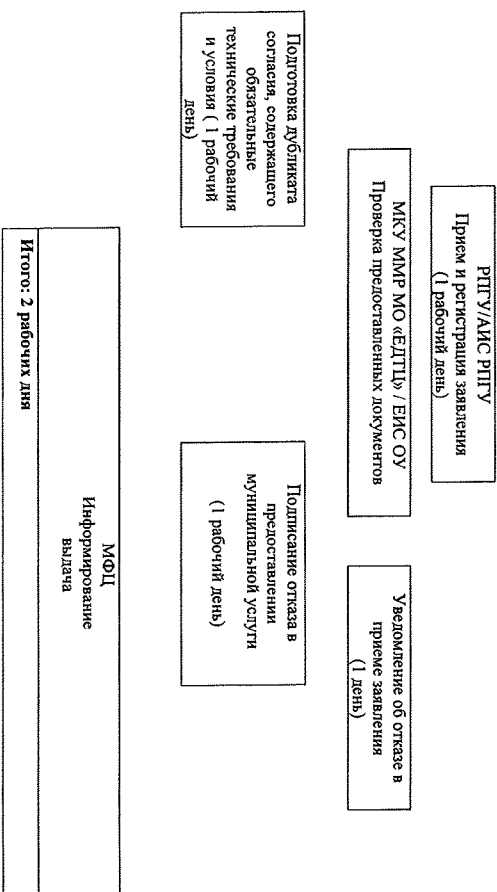 РПГУ/АИС РПГУ
Прием и регистрация заявления
(1 рабочий день)
МКУ ММР МО «ЕДТЦ» / ЕИС ОУ
Проверка предоставленных документов
Уведомление об отказе в
приеме заявления
(1 день)
Подготовка дубликата
согласия, содержащего
обязательные
технические требования
и условия ( 1 рабочий
день)
Подписание отказа в
предоставлении
муниципальной услуги
(1 рабочий день)
МФЦ
Информирование
выдача
Итого: 2 рабочих дня